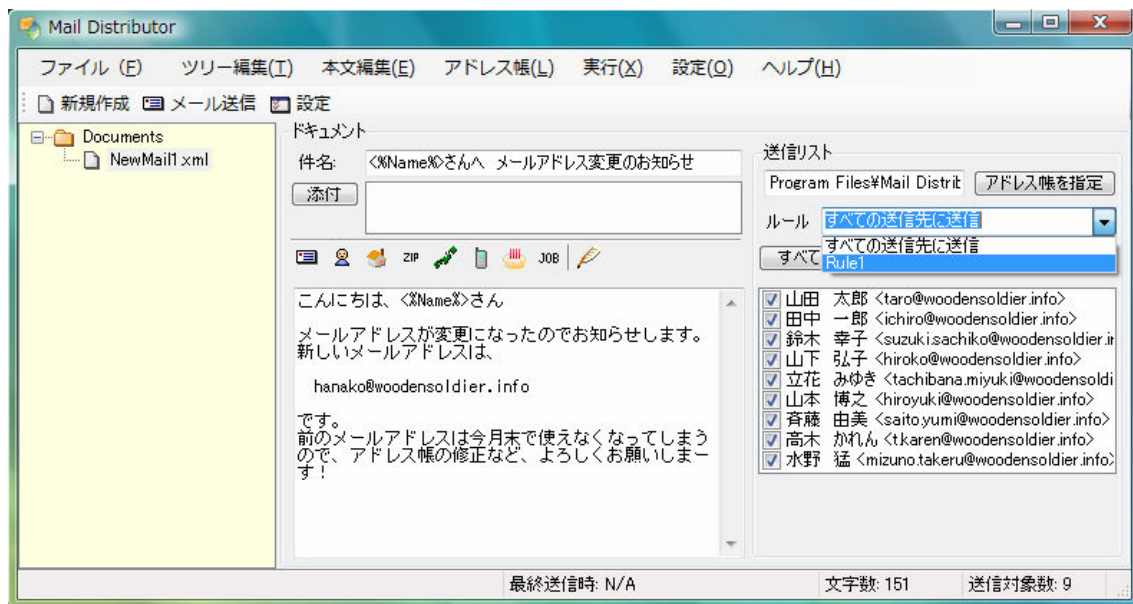 Mail Distributor
ファイル (F) ツリー編集(T) 本文編集(E) アドレス帳(L) 実行(X) 設定(O) ヘルプ(H)
新規作成 メール送信 設定
Documents
NewMail1.xml
ドキュメント
件名: <%Name%>さんへ メールアドレス変更のお知らせ
添付
ZIP JOB
こんにちは、<%Name%>さん
メールアドレスが変更になったのでお知らせします。
新しいメールアドレスは、
hanako@woodensoldier.info
です。
前のメールアドレスは今月末で使えなくなってしまう
ので、アドレス帳の修正など、よろしくお願いしまー
す!
送信リスト
Program Files¥Mail Distrib アドレス帳を指定
ルール すべての送信先に送信
すべての送信先に送信
Rule1
すべて
山田 太郎 <taro@woodensoldier.info>
田中 一郎 <ichiro@woodensoldier.info>
鈴木 幸子 <suzuki.sachiko@woodensoldier.ir
山下 弘子 <hiroko@woodensoldier.info>
立花 みゆき <tachibana.miyuki@woodensoldi
山本 博之 <hiroyuki@woodensoldier.info>
斉藤 由美 <saito.yumi@woodensoldier.info>
高木 かれん <t.karen@woodensoldier.info>
水野 猛 <mizuno.takeru@woodensoldier.info>
最終送信時: N/A 文字数: 151 送信対象数: 9